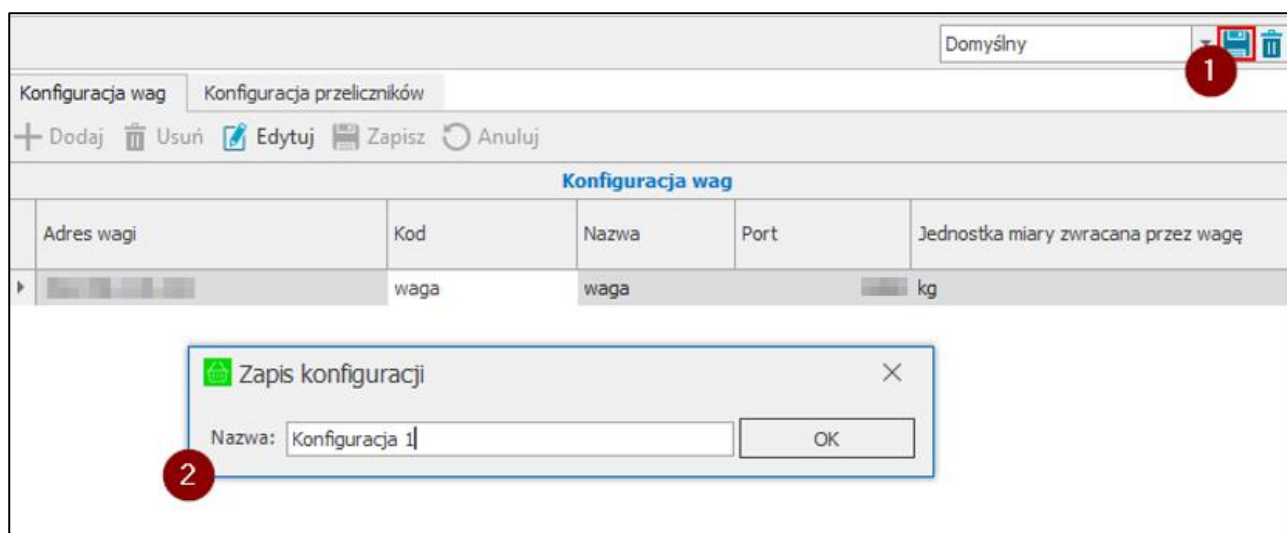 Domyślny
1
Konfiguracja wag Konfiguracja przeliczników
Dodaj Usuń Edytuj Zapisz Anuluj
Konfiguracja wag
Adres wagi Kod Nazwa Port Jednostka miary zwracana przez wagę
waga waga kg
Zapis konfiguracji
Nazwa: Konfiguracja 1 OK
2